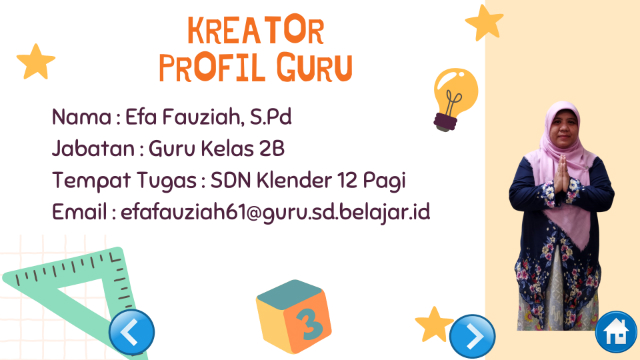 KREATOR
PROFIL GURU
Nama : Efa Fauziah, S.Pd
Jabatan : Guru Kelas 2B
Tempat Tugas : SDN Klender 12 Pagi
Email : efafauziah61@guru.sd.belajar.id
3